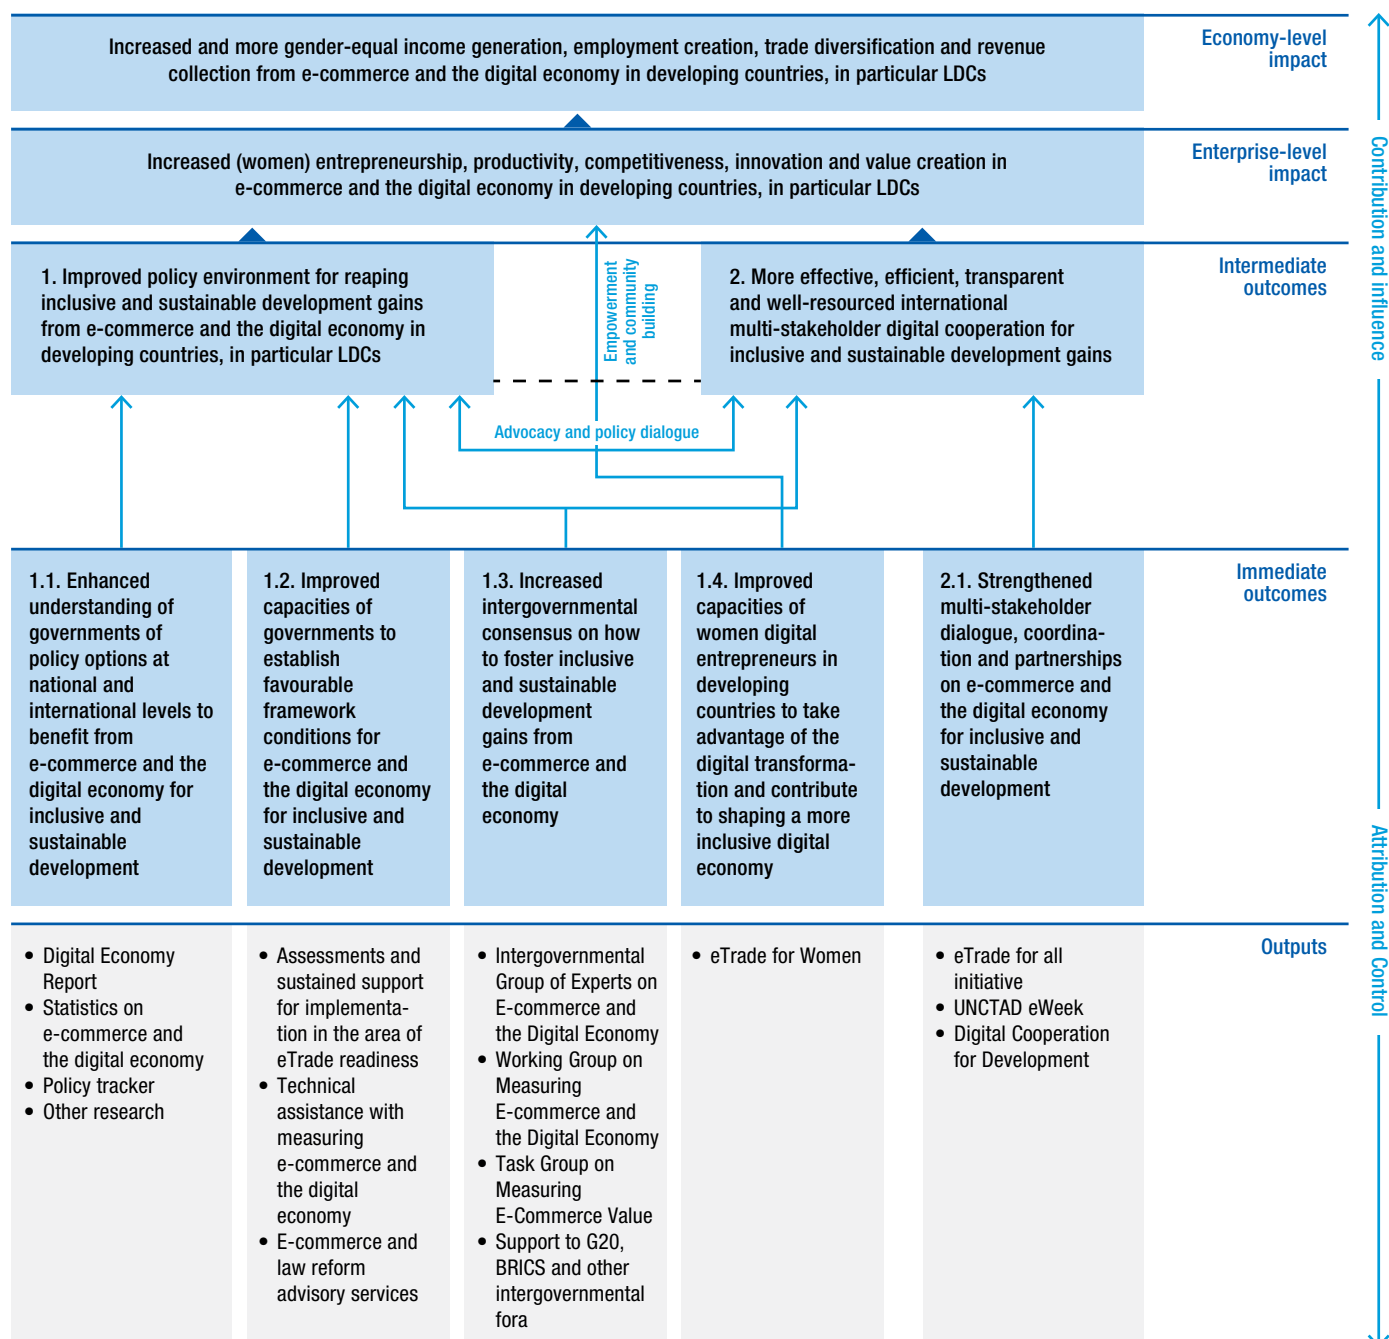 Increased and more gender-equal income generation, employment creation, trade diversification and revenue
collection from e-commerce and the digital economy in developing countries, in particular LDCs
Economy-level
impact
Increased (women) entrepreneurship, productivity, competitiveness, innovation and value creation in
e-commerce and the digital economy in developing countries, in particular LDCs
Enterprise-level
impact
1. Improved policy environment for reaping
inclusive and sustainable development gains
from e-commerce and the digital economy in
developing countries, in particular LDCs
Empowerment
and community
building
2. More effective, efficient, transparent
and well-resourced international
multi-stakeholder digital cooperation for
inclusive and sustainable development gains
Intermediate
outcomes
Contribution and influence
Advocacy and policy dialogue
1.1. Enhanced
understanding of
governments of
policy options at
national and
international levels to
benefit from
e-commerce and the
digital economy for
inclusive and
sustainable
development
1.2. Improved
capacities of
governments to
establish
favourable
framework
conditions for
e-commerce and
the digital economy
for inclusive and
sustainable
development
1.3. Increased
intergovernmental
consensus on how
to foster inclusive
and sustainable
development
gains from
e-commerce and
the digital
economy
1.4. Improved
capacities of
women digital
entrepreneurs in
developing
countries to take
advantage of the
digital transforma-
tion and contribute
to shaping a more
inclusive digital
economy
2.1. Strengthened
multi-stakeholder
dialogue, coordina-
tion and partnerships
on e-commerce and
the digital economy
for inclusive and
sustainable
development
Immediate
outcomes
Attribution and Control
• Digital Economy
Report
• Statistics on
e-commerce and
the digital economy
• Policy tracker
• Other research
• Assessments and
sustained support
for implementa-
tion in the area of
eTrade readiness
• Technical
assistance with
measuring
e-commerce and
the digital
economy
• E-commerce and
law reform
advisory services
• Intergovernmental
Group of Experts on
E-commerce and
the Digital Economy
• Working Group on
Measuring
E-commerce and
the Digital Economy
• Task Group on
Measuring
E-Commerce Value
• Support to G20,
BRICS and other
intergovernmental
fora
• eTrade for Women
• eTrade for all
initiative
• UNCTAD eWeek
• Digital Cooperation
for Development
Outputs